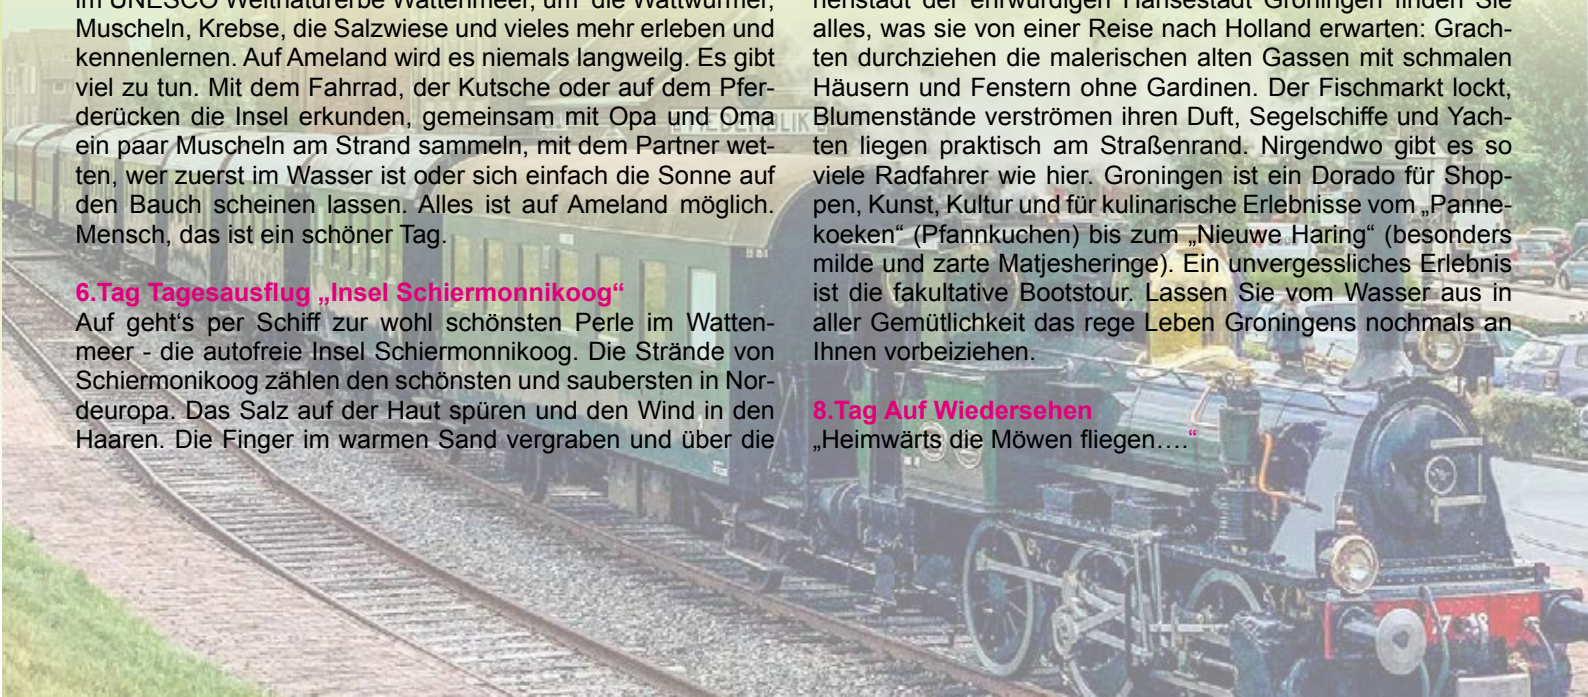 im UNESCO Weltnaturerbe Wattenmeer, um die Wattwürmer,
Muscheln, Krebse, die Salzwiese und vieles mehr erleben und
kennenlernen. Auf Ameland wird es niemals langweilg. Es gibt
viel zu tun. Mit dem Fahrrad, der Kutsche oder auf dem Pfer-
derücken die Insel erkunden, gemeinsam mit Opa und Oma
ein paar Muscheln am Strand sammeln, mit dem Partner wet-
ten, wer zuerst im Wasser ist oder sich einfach die Sonne auf
den Bauch scheinen lassen. Alles ist auf Ameland möglich.
Mensch, das ist ein schöner Tag.
6.Tag Tagesausflug „Insel Schiermonnikoog“
Auf geht‘s per Schiff zur wohl schönsten Perle im Watten-
meer - die autofreie Insel Schiermonnikoog. Die Strände von
Schiermonikoog zählen den schönsten und saubersten in Nor-
deuropa. Das Salz auf der Haut spüren und den Wind in den
Haaren. Die Finger im warmen Sand vergraben und über die
nenstadt der ehrwürdigen Hansestadt Groningen finden Sie
alles, was sie von einer Reise nach Holland erwarten: Grach-
ten durchziehen die malerischen alten Gassen mit schmalen
Häusern und Fenstern ohne Gardinen. Der Fischmarkt lockt,
Blumenstände verströmen ihren Duft, Segelschiffe und Yach-
ten liegen praktisch am Straßenrand. Nirgendwo gibt es so
viele Radfahrer wie hier. Groningen ist ein Dorado für Shop-
pen, Kunst, Kultur und für kulinarische Erlebnisse vom „Panne-
koeken“ (Pfannkuchen) bis zum „Nieuwe Haring“ (besonders
milde und zarte Matjesheringe). Ein unvergessliches Erlebnis
ist die fakultative Bootstour. Lassen Sie vom Wasser aus in
aller Gemütlichkeit das rege Leben Groningens nochmals an
Ihnen vorbeiziehen.
8.Tag Auf Wiedersehen
„Heimwärts die Möwen fliegen….“
MEDEMBLIK